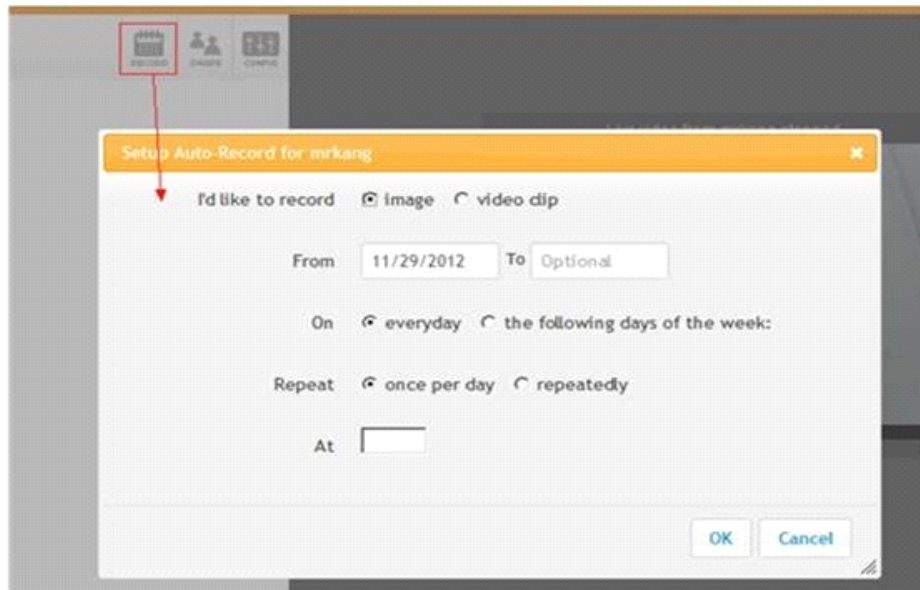 RECORD SHARER CONFIG
Setup Auto-Record for mrkang
I'd like to record image video clip
From 11/29/2012 To Optional
On everyday the following days of the week:
Repeat once per day repeatedly
At
OK Cancel